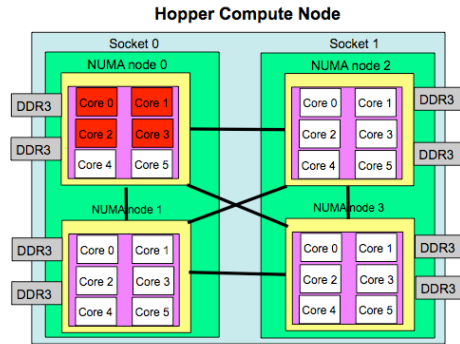 Hopper Compute Node
Socket 0
Socket 1
NUMA node 0
NUMA node 2
DDR3
Core 0
Core 1
Core 0
Core 1
DDR3
DDR3
Core 2
Core 3
Core 2
Core 3
DDR3
Core 4
Core 5
Core 4
Core 5
NUMA node 1
NUMA node 3
DDR3
Core 0
Core 1
Core 0
Core 1
DDR3
DDR3
Core 2
Core 3
Core 2
Core 3
DDR3
Core 4
Core 5
Core 4
Core 5